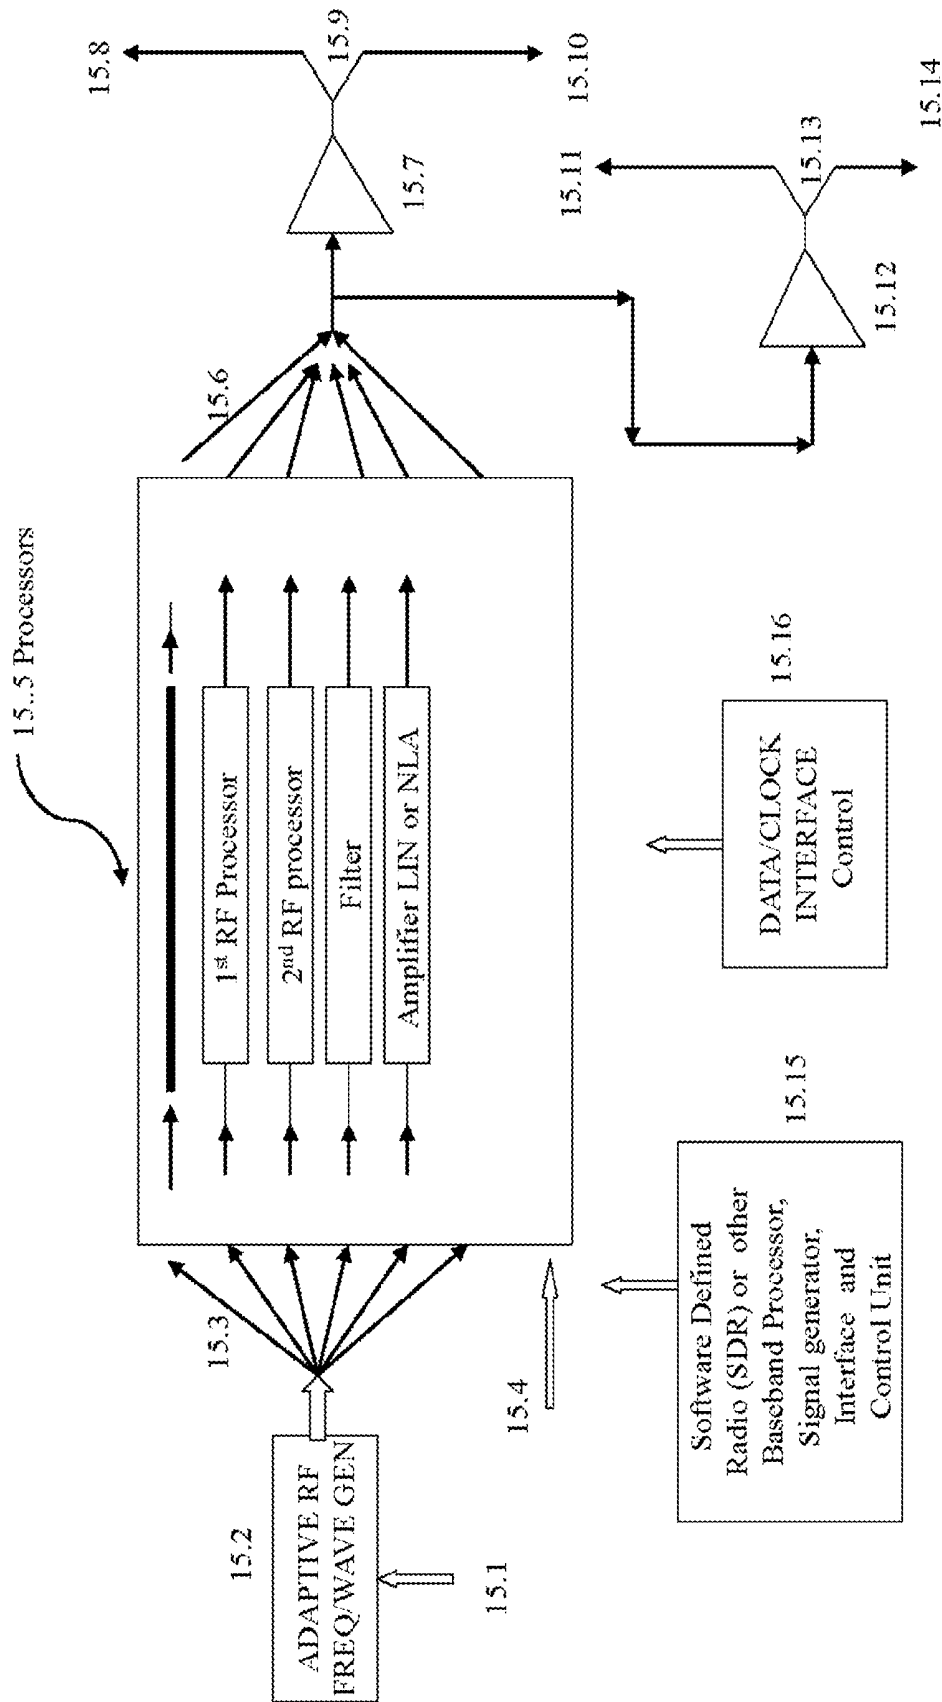 15..5 Processors
15.1
15.2
ADAPTIVE RF
FREQ/WAVE GEN
15.3
15.4
1st RF Processor
2nd RF processor
Filter
Amplifier LIN or NLA
15.6
15.7
15.8
15.9
15.10
15.11
15.12
15.13
15.14
Software Defined
Radio (SDR) or other
Baseband Processor,
Signal generator,
Interface and
Control Unit
15.15
DATA/CLOCK
INTERFACE
Control
15.16